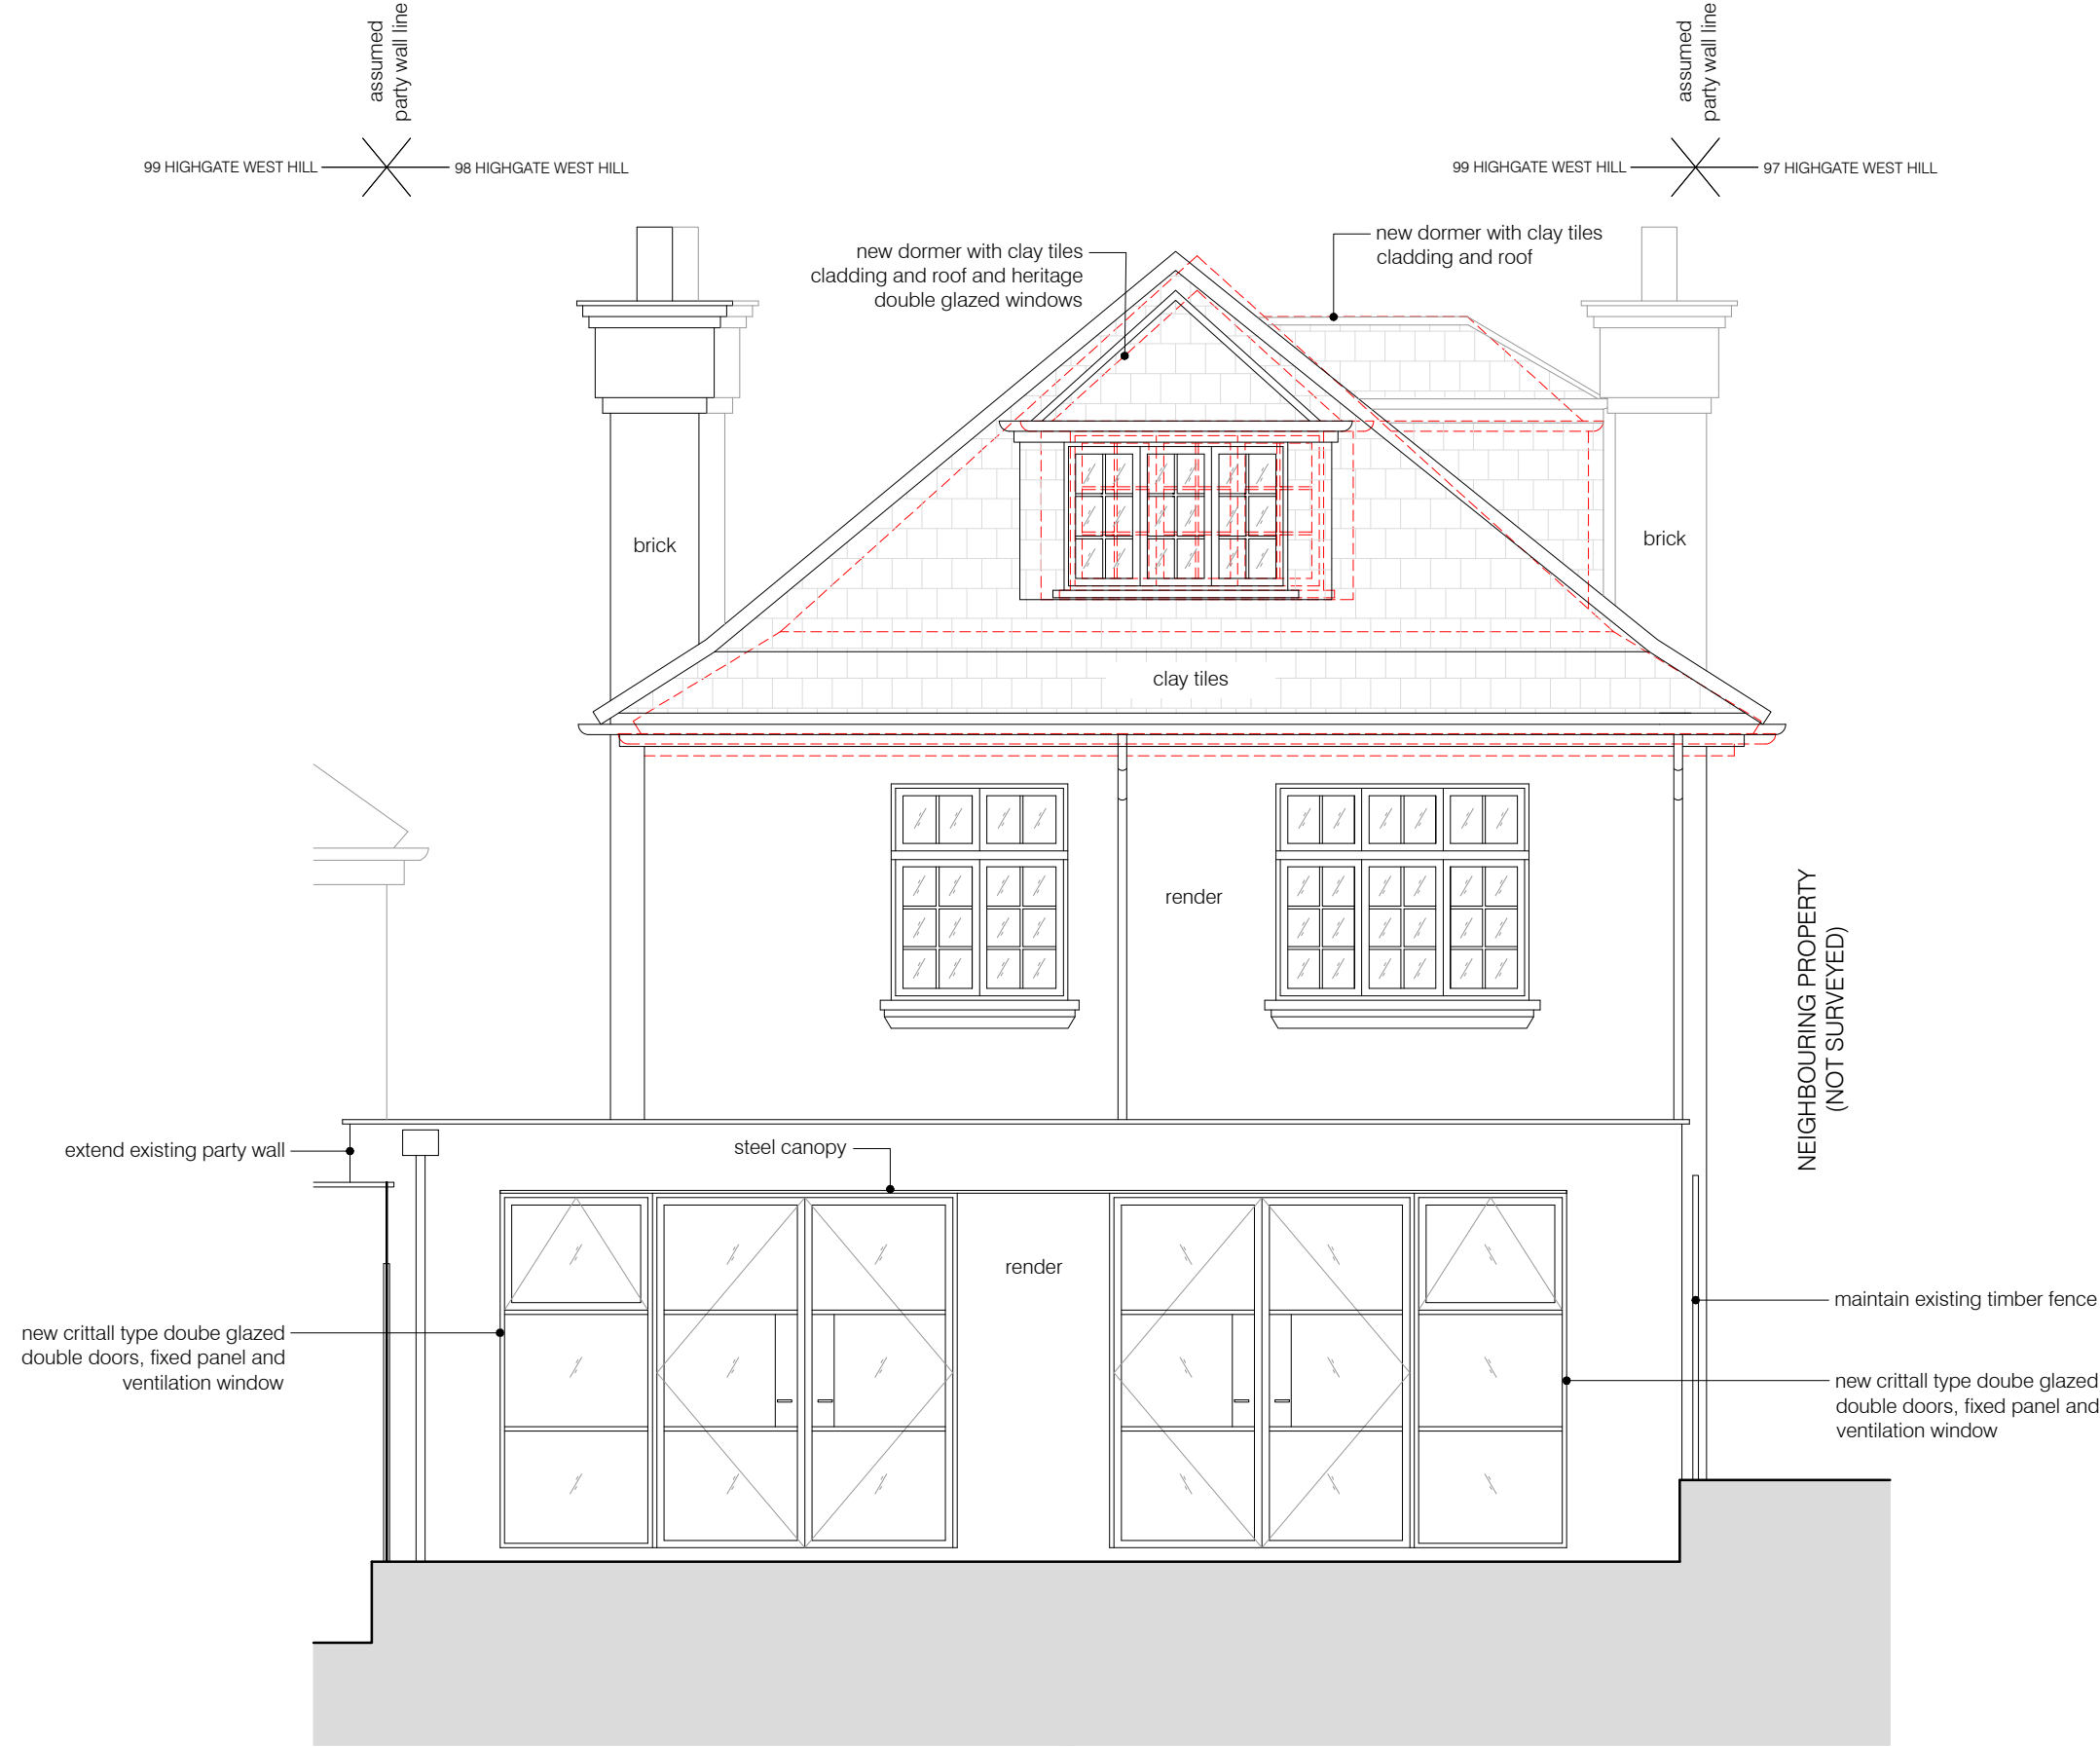 assumed
party wall line
assumed
party wall line
99 HIGHGATE WEST HILL
98 HIGHGATE WEST HILL
99 HIGHGATE WEST HILL
97 HIGHGATE WEST HILL
new dormer with clay tiles
cladding and roof and heritage
double glazed windows
new dormer with clay tiles
cladding and roof
brick
brick
clay tiles
render
NEIGHBOURING PROPERTY
(NOT SURVEYED)
extend existing party wall
steel canopy
render
maintain existing timber fence
new crittall type doube glazed
double doors, fixed panel and
ventilation window
new crittall type doube glazed
double doors, fixed panel and
ventilation window